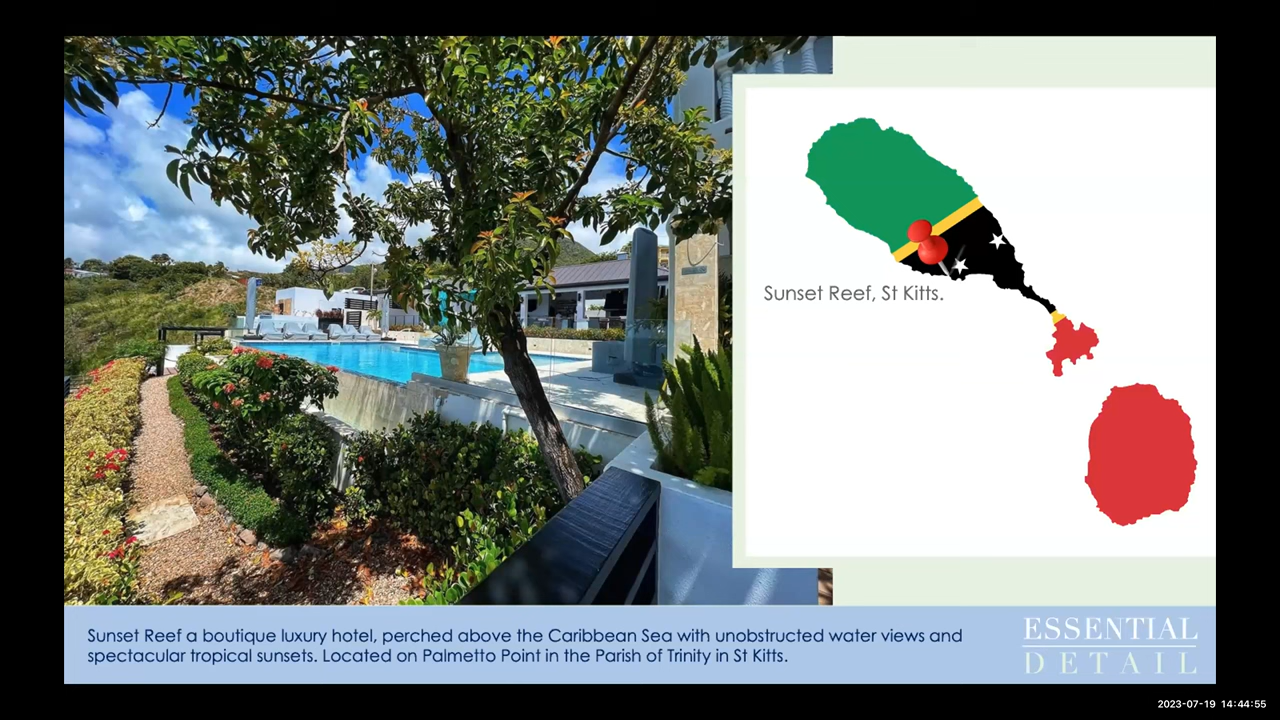 Sunset Reef, St Kitts.
Sunset Reef a boutique luxury hotel, perched above the Caribbean Sea with unobstructed water views and
spectacular tropical sunsets. Located on Palmetto Point in the Parish of Trinity in St Kitts.
ESSENTIAL
DETAIL
2023-07-19 14:44:55